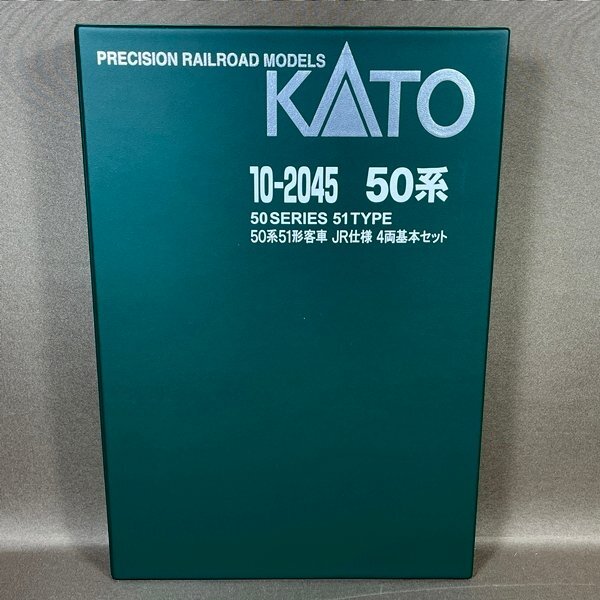 PRECISION RAILROAD MODELS
KATO
10-2045 50系
50 SERIES 51 TYPE
50系51形客車 JR仕様 4両基本セット